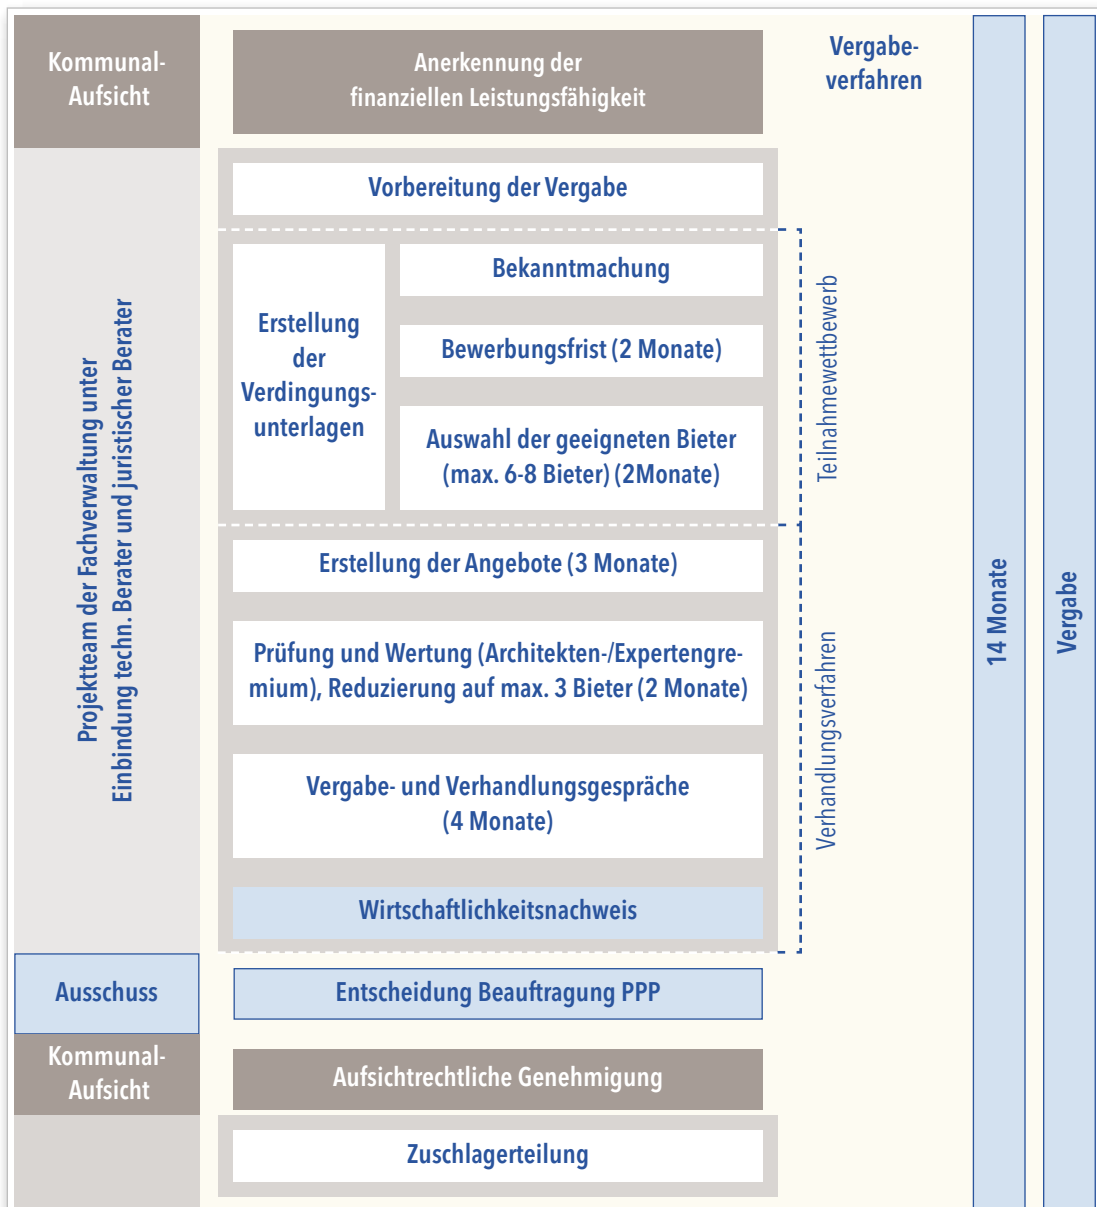 Kommunal-
Aufsicht
Anerkennung der
finanziellen Leistungsfähigkeit
Vergabe-
verfahren
Projektteam der Fachverwaltung unter
Einbindung techn. Berater und juristischer Berater
Vorbereitung der Vergabe
Erstellung
der
Verdingungs-
unterlagen
Bekanntmachung
Bewerbungsfrist (2 Monate)
Auswahl der geeigneten Bieter
(max. 6-8 Bieter) (2Monate)
Teilnahmewettbewerb
Erstellung der Angebote (3 Monate)
Prüfung und Wertung (Architekten-/Expertengre-
mium), Reduzierung auf max. 3 Bieter (2 Monate)
Vergabe- und Verhandlungsgespräche
(4 Monate)
Wirtschaftlichkeitsnachweis
Verhandlungsverfahren
14 Monate
Vergabe
Ausschuss
Entscheidung Beauftragung PPP
Kommunal-
Aufsicht
Aufsichtrechtliche Genehmigung
Zuschlagerteilung